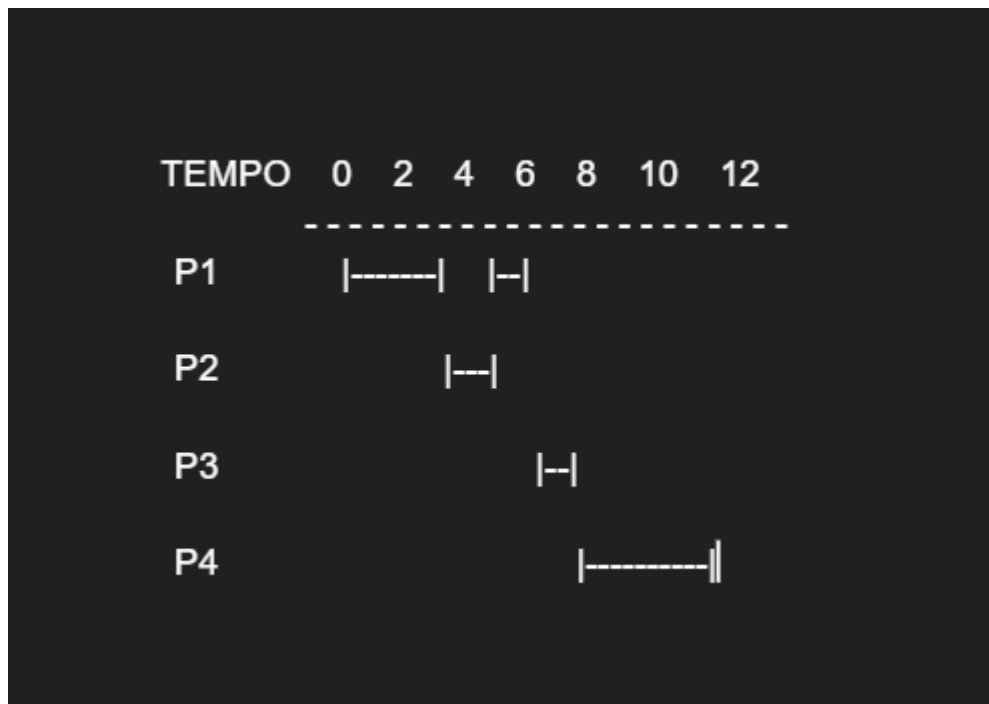 TEMPO 0 2 4 6 8 10 12
- - - - - - - - - - - - - - - - - - - - - -
P1 |-------| |--|
P2 |---|
P3 |--|
P4 |----------||